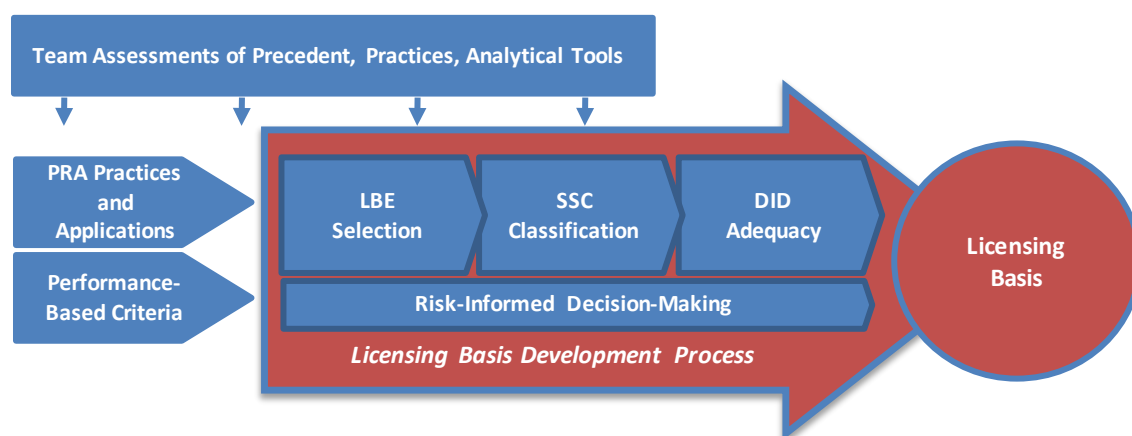 Team Assessments of Precedent, Practices, Analytical Tools
PRA Practices
and
Applications
Performance-
Based Criteria
LBE
Selection
SSC
Classification
DID
Adequacy
Risk-Informed Decision-Making
Licensing Basis Development Process
Licensing
Basis